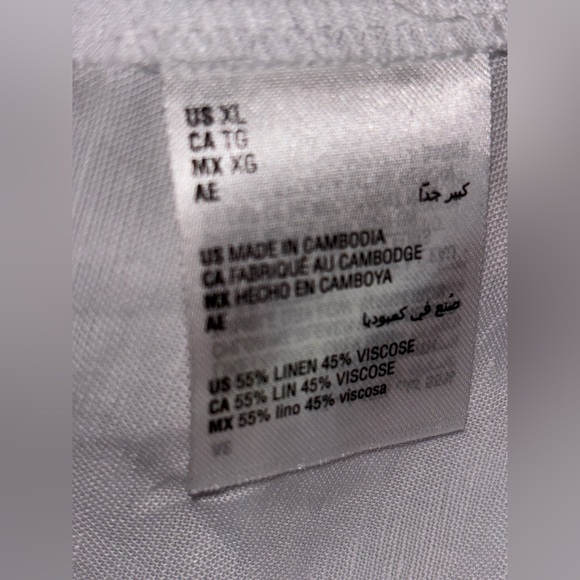 US XL
CA TG
MX XG
AE كبير جدّا
US MADE IN CAMBODIA
CA FABRIQUÉ AU CAMBODGE
MX HECHO EN CAMBOYA
AE صُنع في كمبوديا
US 55% LINEN 45% VISCOSE
CA 55% LIN 45% VISCOSE
MX 55% lino 45% viscosa